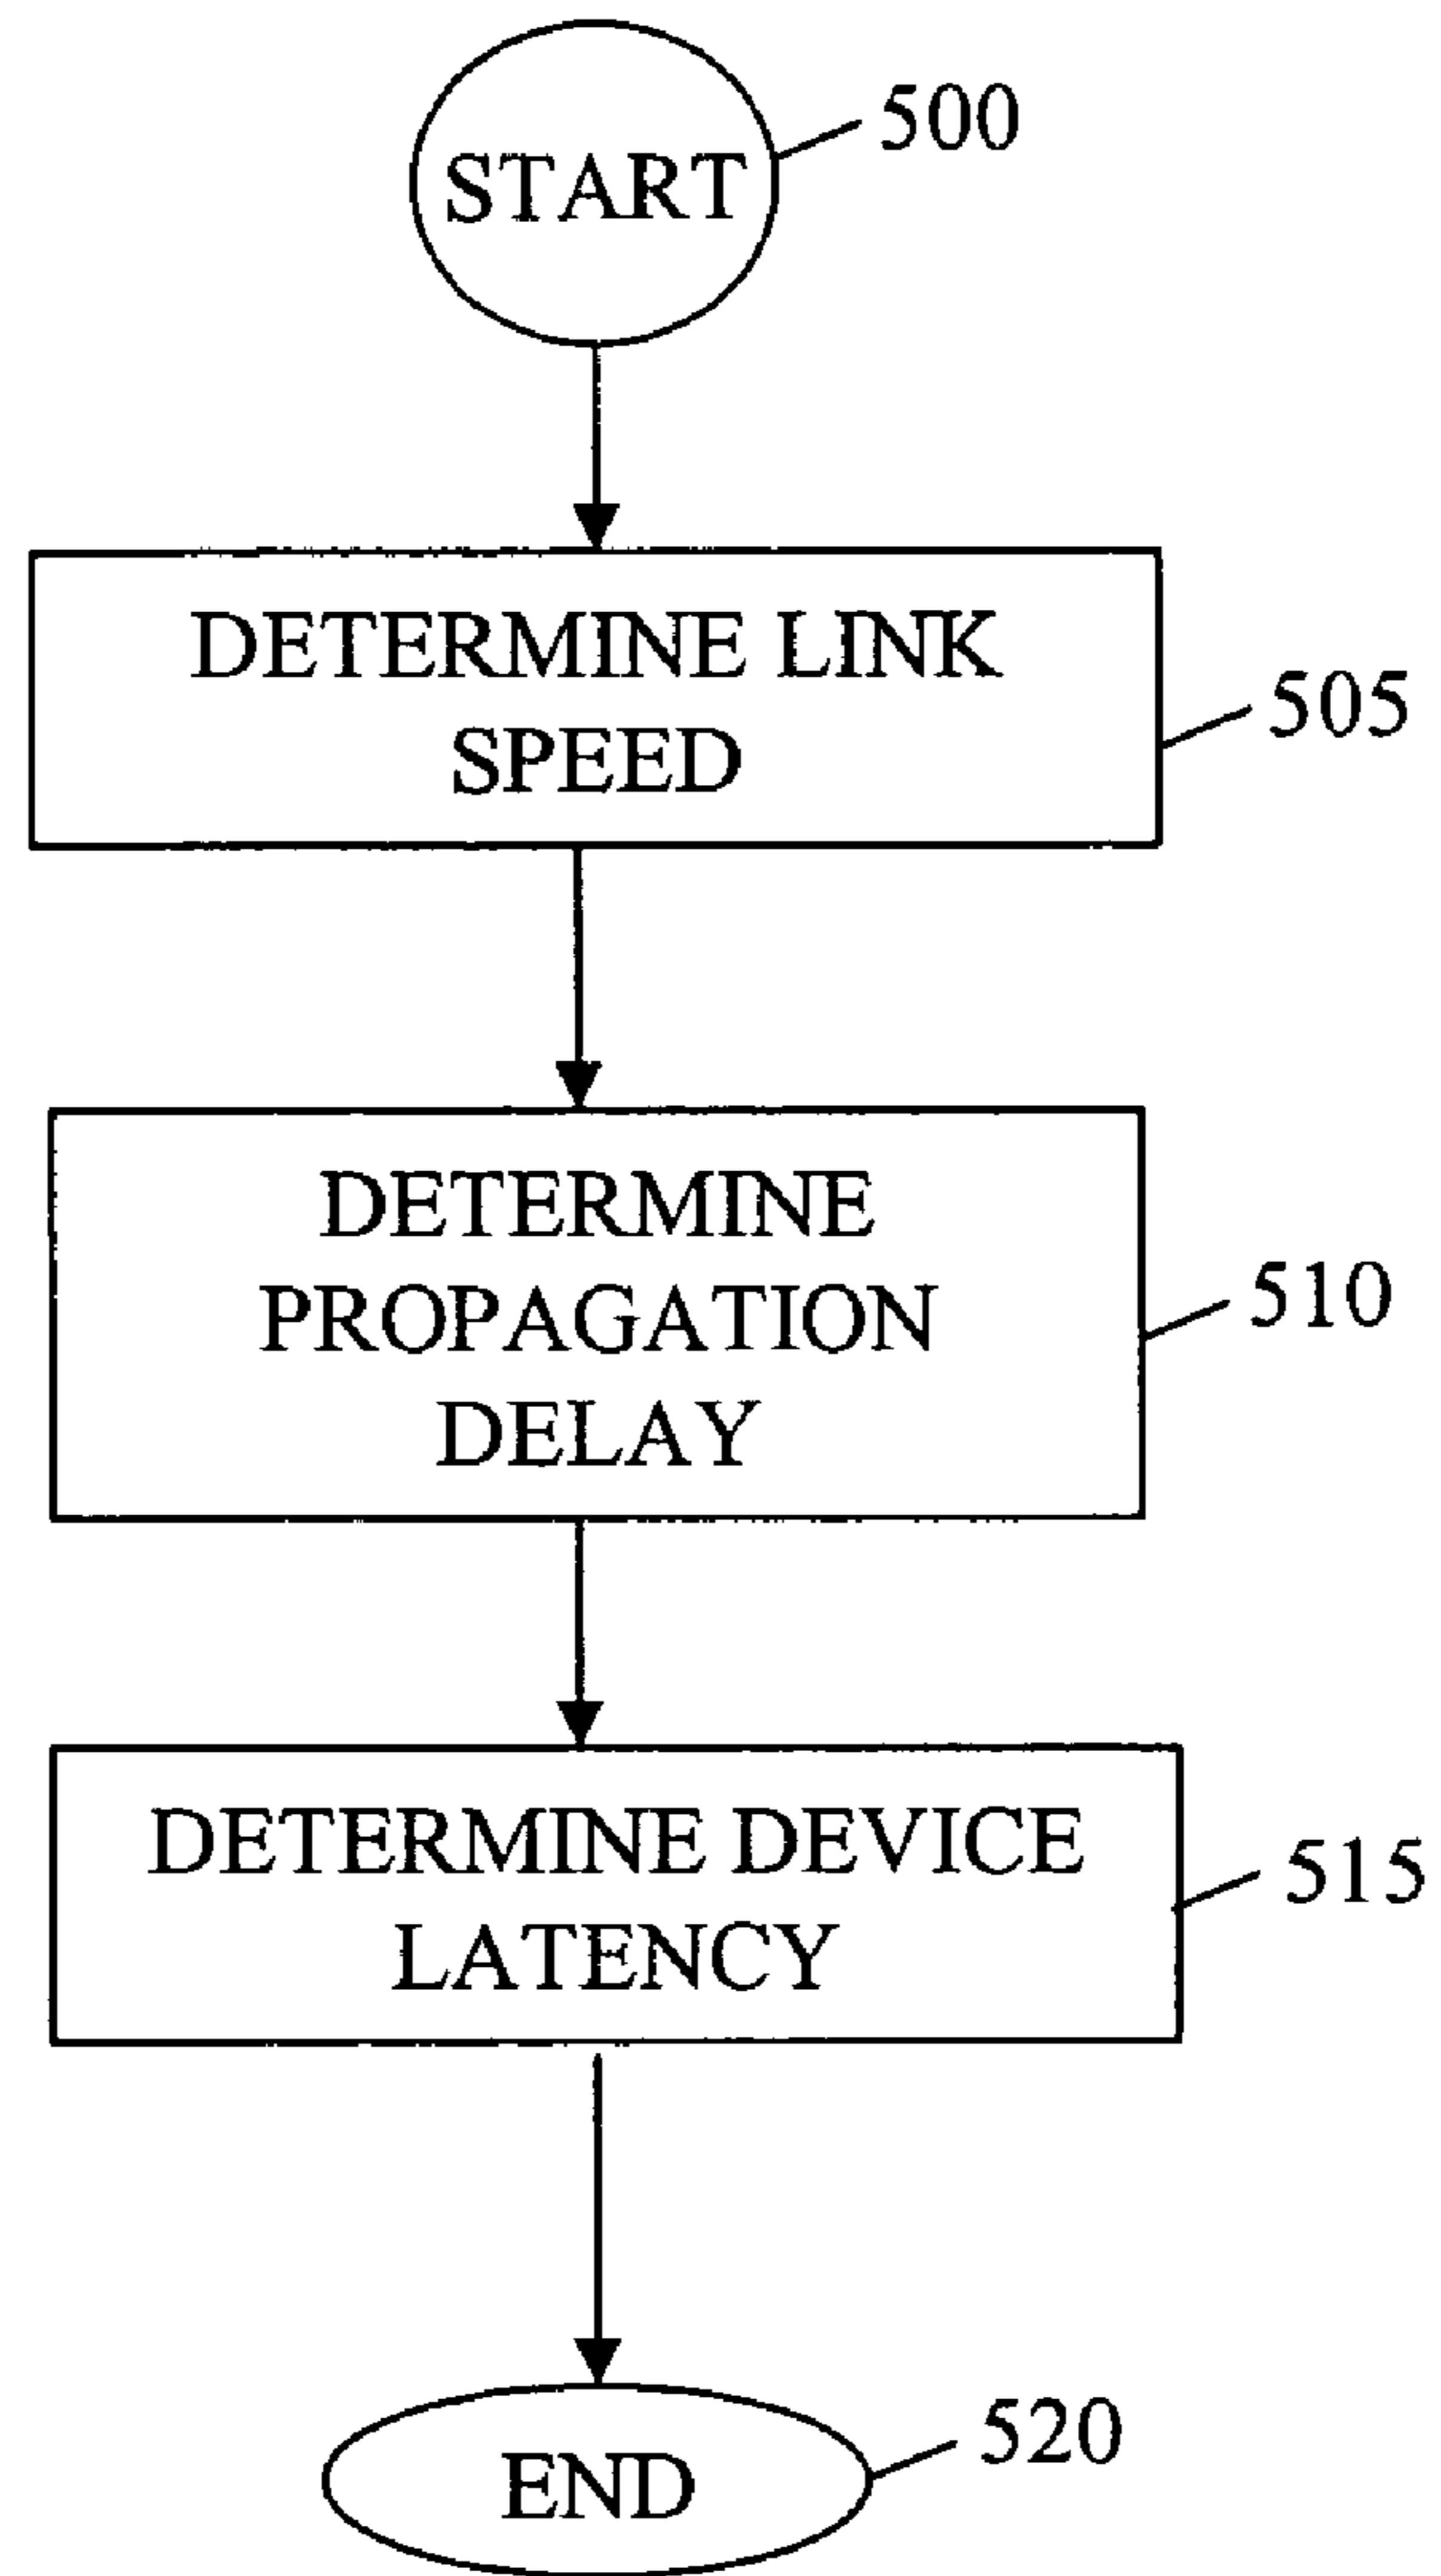 START
500
DETERMINE LINK
SPEED
505
DETERMINE
PROPAGATION
DELAY
510
DETERMINE DEVICE
LATENCY
515
END
520